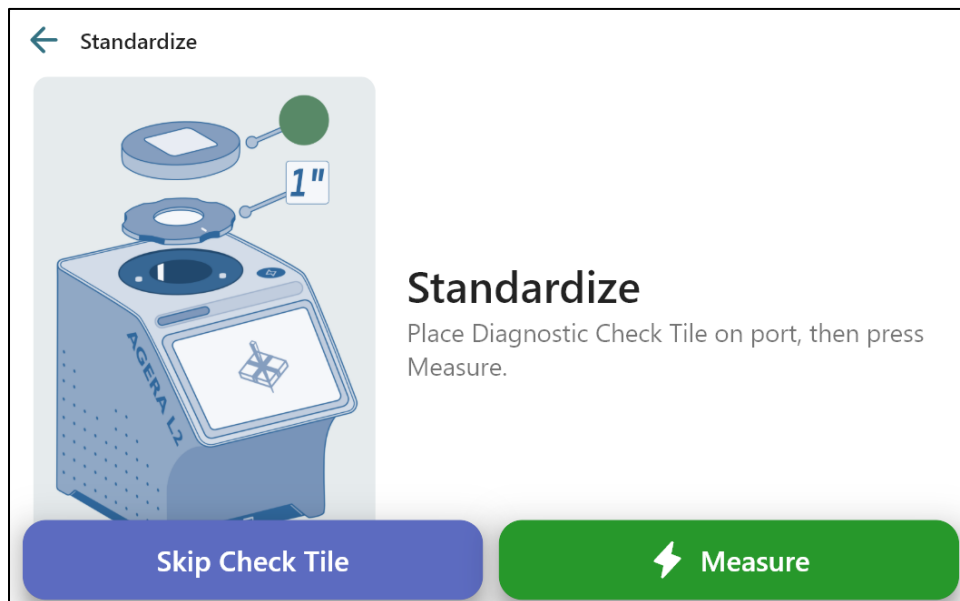 Standardize
1"
AGERA L2
Standardize
Place Diagnostic Check Tile on port, then press
Measure.
Skip Check Tile
Measure